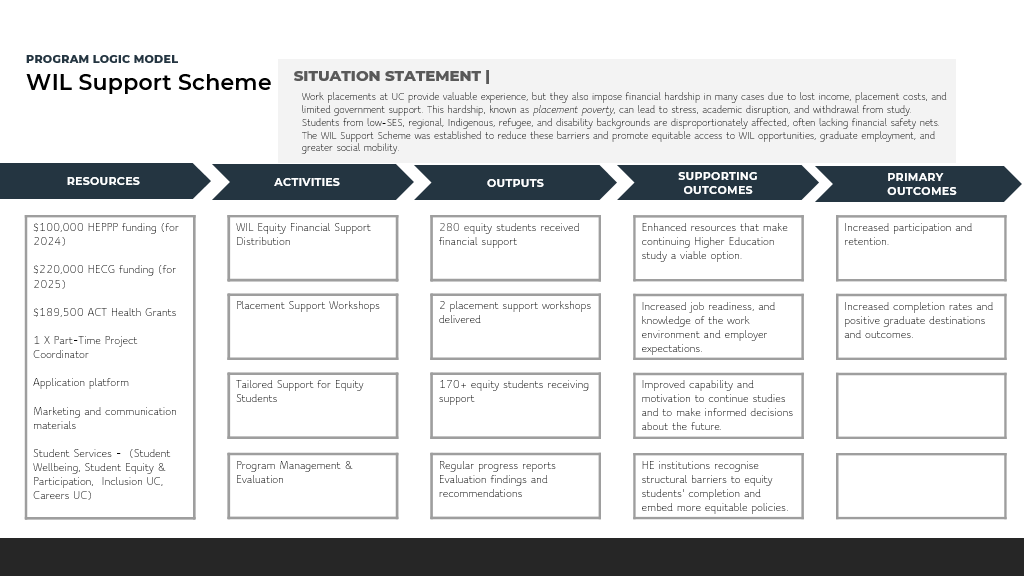 PROGRAM LOGIC MODEL
WIL Support Scheme
SITUATION STATEMENT |
Work placements at UC provide valuable experience, but they also impose financial hardship in many cases due to lost income, placement costs, and
limited government support. This hardship, known as placement poverty, can lead to stress, academic disruption, and withdrawal from study.
Students from low-SES, regional, Indigenous, refugee, and disability backgrounds are disproportionately affected, often lacking financial safety nets.
The WIL Support Scheme was established to reduce these barriers and promote equitable access to WIL opportunities, graduate employment, and
greater social mobility.
RESOURCES
ACTIVITIES
OUTPUTS
SUPPORTING
OUTCOMES
PRIMARY
OUTCOMES
$100,000 HEPPP funding (for
2024)
$220,000 HECG funding (for
2025)
$189,500 ACT Health Grants
1 X Part-Time Project
Coordinator
Application platform
Marketing and communication
materials
Student Services - (Student
Wellbeing, Student Equity &
Participation, Inclusion UC,
Careers UC)
WIL Equity Financial Support
Distribution
Placement Support Workshops
Tailored Support for Equity
Students
Program Management &
Evaluation
280 equity students received
financial support
2 placement support workshops
delivered
170+ equity students receiving
support
Regular progress reports
Evaluation findings and
recommendations
Enhanced resources that make
continuing Higher Education
study a viable option.
Increased job readiness, and
knowledge of the work
environment and employer
expectations.
Improved capability and
motivation to continue studies
and to make informed decisions
about the future.
HE institutions recognise
structural barriers to equity
students' completion and
embed more equitable policies.
Increased participation and
retention.
Increased completion rates and
positive graduate destinations
and outcomes.